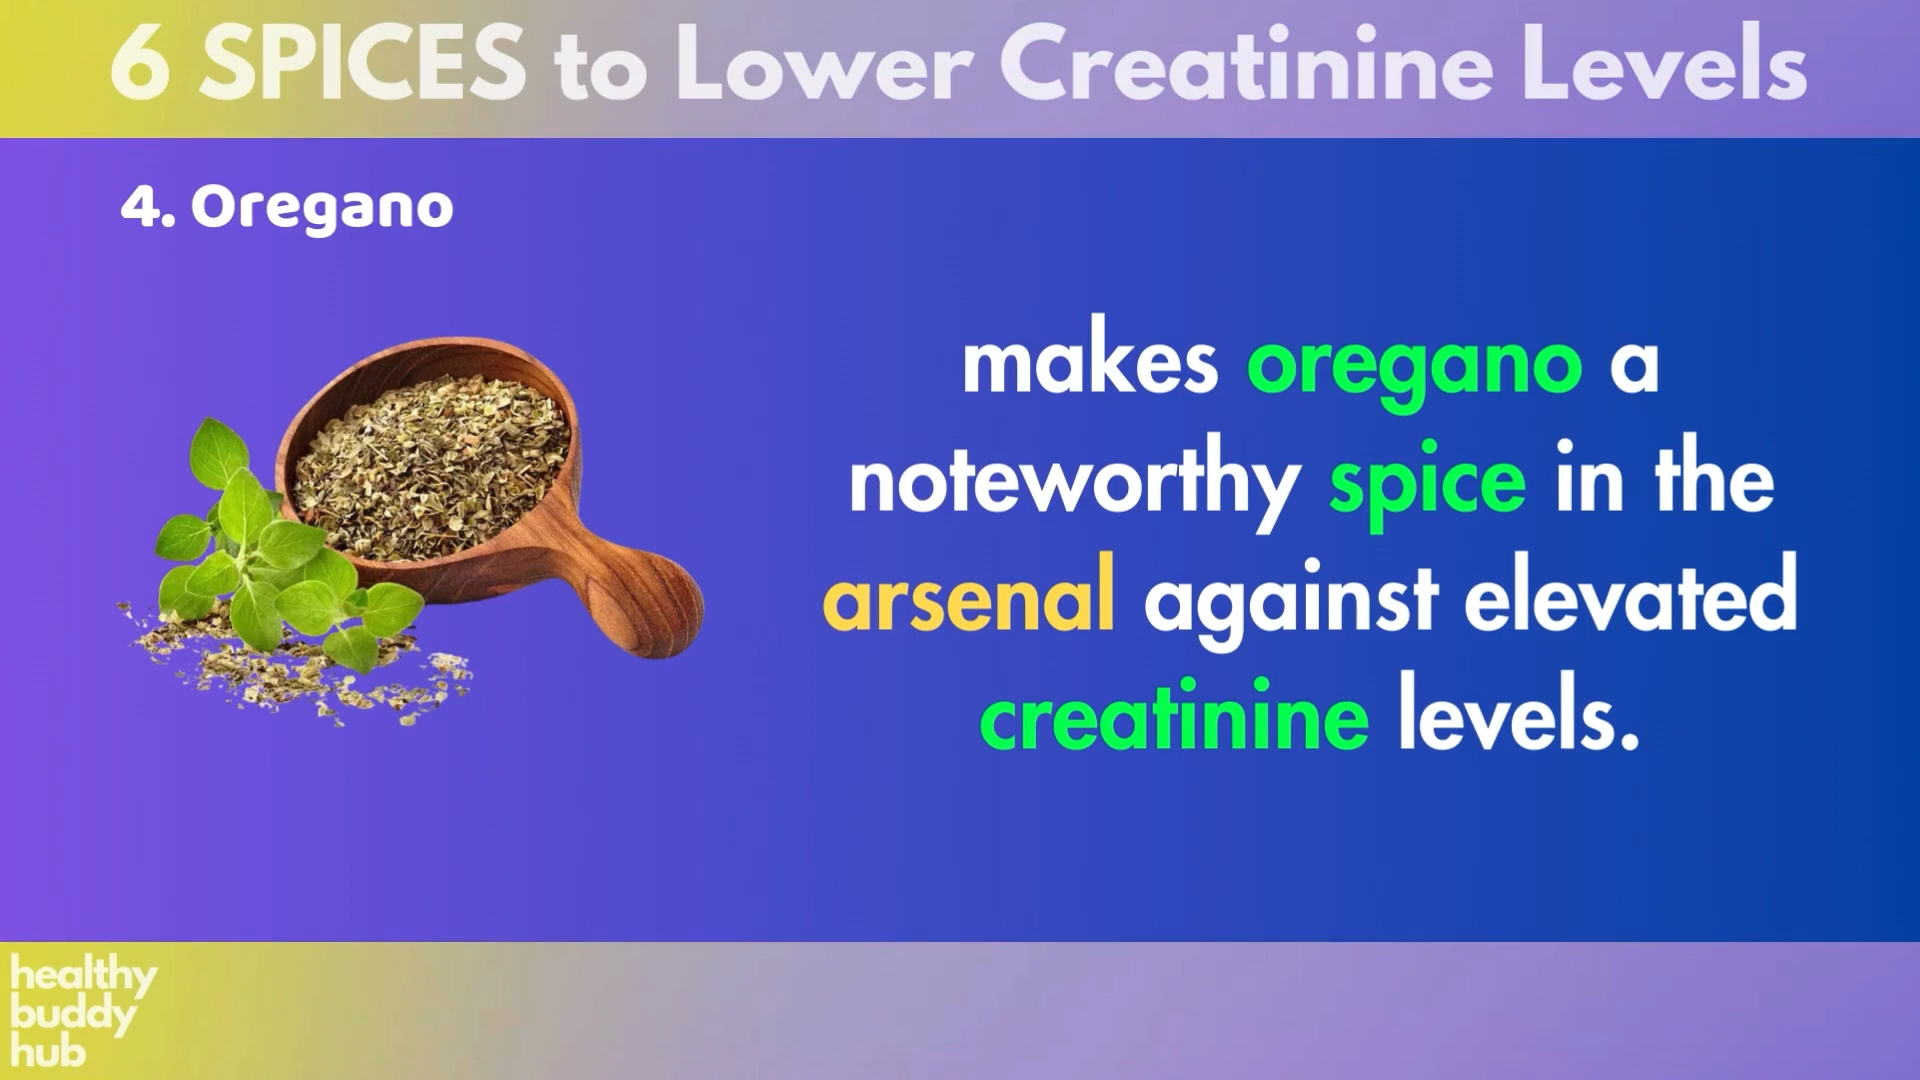 6 SPICES to Lower Creatinine Levels
4. Oregano
makes oregano a
noteworthy spice in the
arsenal against elevated
creatinine levels.
healthy
buddy
hub